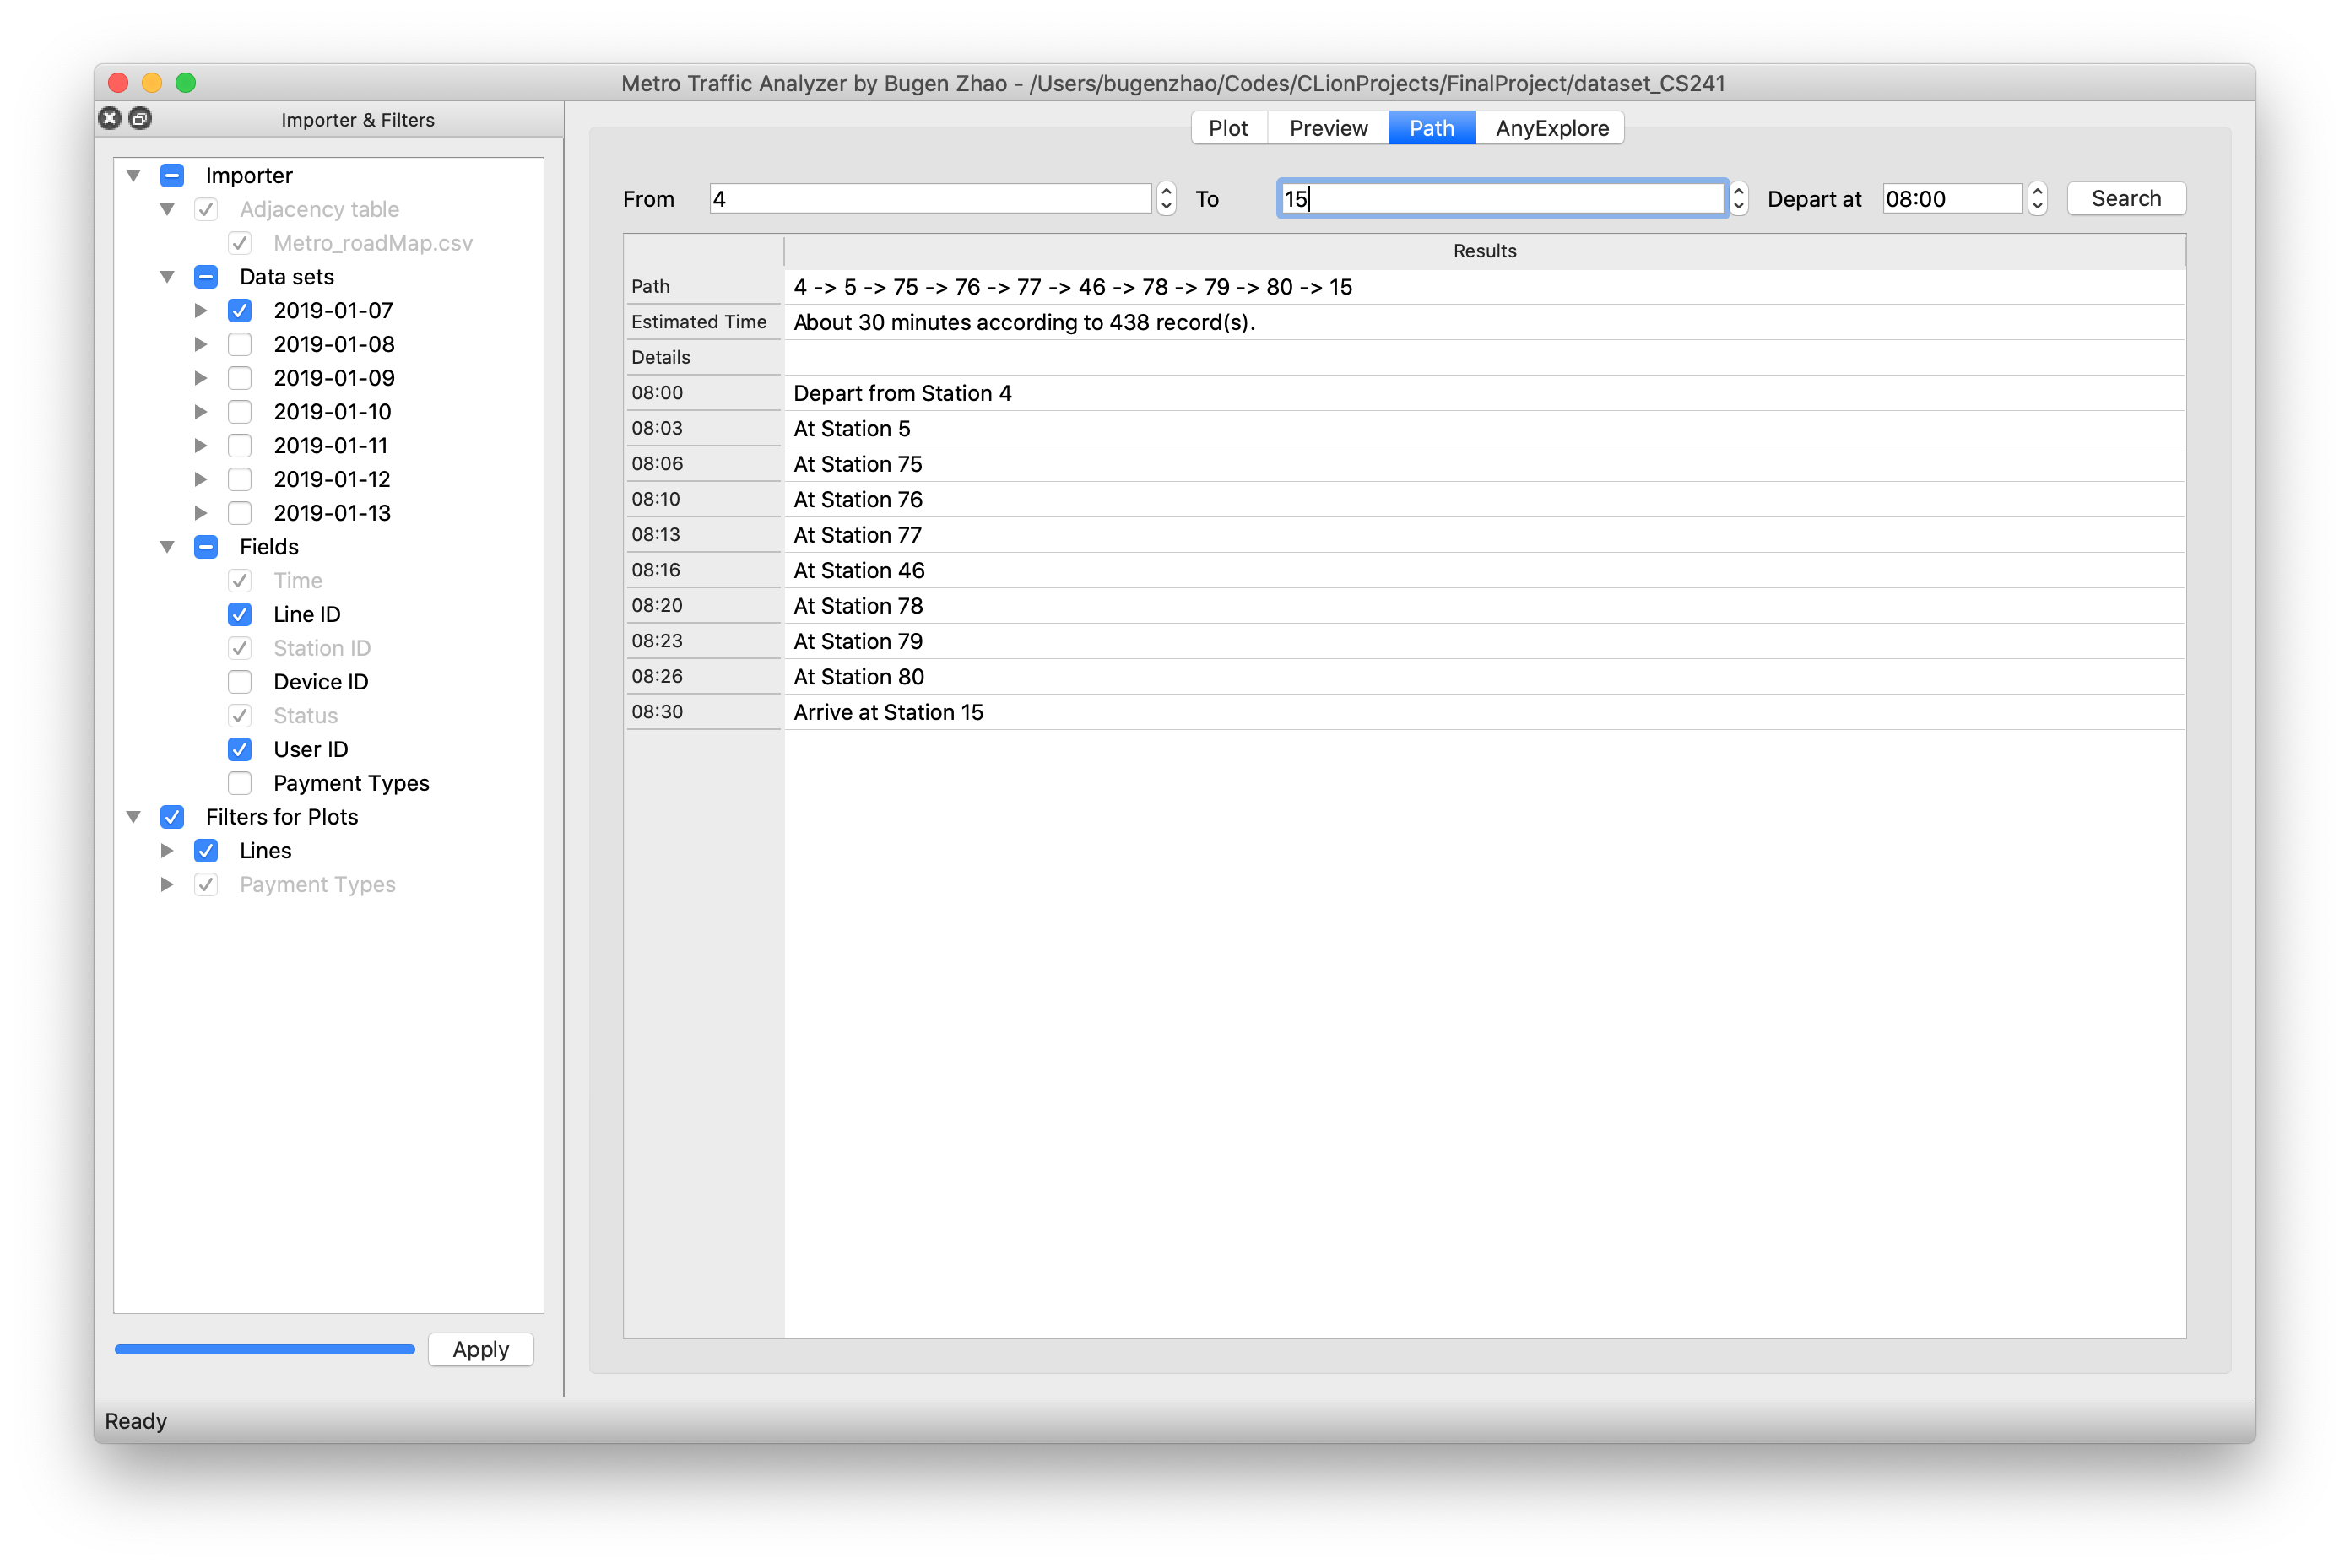 Metro Traffic Analyzer by Bugen Zhao - /Users/bugenzhao/Codes/CLionProjects/FinalProject/dataset_CS241
Importer & Filters
Importer
Adjacency table
Metro_roadMap.csv
Data sets
2019-01-07
2019-01-08
2019-01-09
2019-01-10
2019-01-11
2019-01-12
2019-01-13
Fields
Time
Line ID
Station ID
Device ID
Status
User ID
Payment Types
Filters for Plots
Lines
Payment Types
Apply
Plot Preview Path AnyExplore
From 4 To 15 Depart at 08:00 Search
Results
Path 4 -> 5 -> 75 -> 76 -> 77 -> 46 -> 78 -> 79 -> 80 -> 15
Estimated Time About 30 minutes according to 438 record(s).
Details
08:00 Depart from Station 4
08:03 At Station 5
08:06 At Station 75
08:10 At Station 76
08:13 At Station 77
08:16 At Station 46
08:20 At Station 78
08:23 At Station 79
08:26 At Station 80
08:30 Arrive at Station 15
Ready